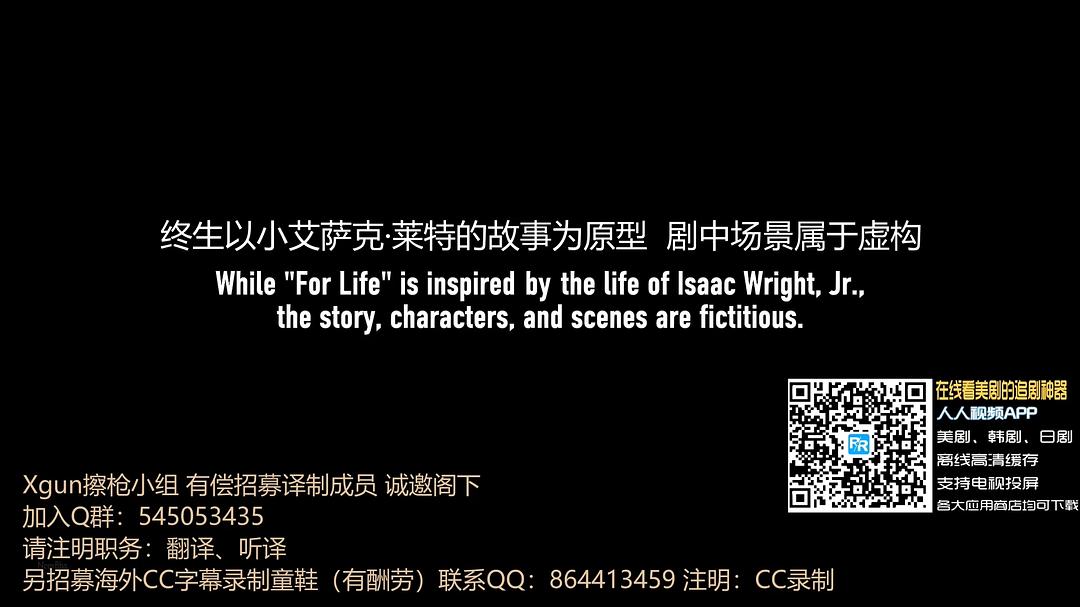 终生以小艾萨克·莱特的故事为原型 剧中场景属于虚构
While "For Life" is inspired by the life of Isaac Wright, Jr.,
the story, characters, and scenes are fictitious.
在线看美剧的追剧神器
人人视频APP
美剧、韩剧、日剧
离线高清缓存
支持电视投屏
各大应用商店均可下载
RR
Xgun擦枪小组 有偿招募译制成员 诚邀阁下
加入Q群：545053435
请注明职务：翻译、听译
另招募海外CC字幕录制童鞋（有酬劳）联系QQ：864413459 注明：CC录制